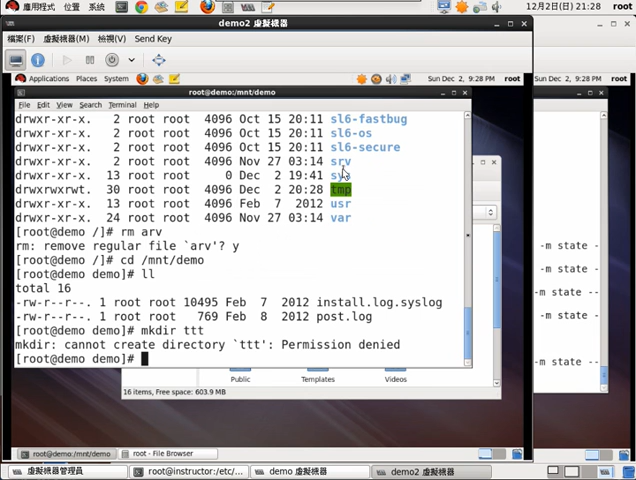 應用程式 位置 系統 12月2日(日) 21:28 root
demo2 虛擬機器
檔案(F) 虛擬機器(M) 檢視(V) Send Key
Applications Places System Sun Dec 2, 9:28 PM root
Sun Dec 2, 9:28 PM root
root@demo:/mnt/demo
File Edit View Search Terminal Help
drwxr-xr-x. 2 root root 4096 Oct 15 20:11 sl6-fastbug
drwxr-xr-x. 2 root root 4096 Oct 15 20:11 sl6-os
drwxr-xr-x. 2 root root 4096 Oct 15 20:11 sl6-secure
drwxr-xr-x. 2 root root 4096 Nov 27 03:14 srv
drwxr-xr-x. 13 root root 0 Dec 2 19:41 sys
drwxrwxrwt. 30 root root 4096 Dec 2 20:28 tmp
drwxr-xr-x. 13 root root 4096 Feb 7 2012 usr
drwxr-xr-x. 24 root root 4096 Nov 27 03:14 var
[root@demo /]# rm arv
rm: remove regular file `arv'? y
[root@demo /]# cd /mnt/demo
[root@demo demo]# ll
total 16
-rw-r--r--. 1 root root 10495 Feb 7 2012 install.log.syslog
-rw-r--r--. 1 root root 769 Feb 8 2012 post.log
[root@demo demo]# mkdir ttt
mkdir: cannot create directory `ttt': Permission denied
[root@demo demo]#
-m state -
-m state -
-m state -
-m state -
Public Templates Videos
16 items, Free space: 603.9 MB
root@demo:/mnt/demo root - File Browser
虛擬機器管理員 root@instructor:/etc/... demo 虛擬機器 demo2 虛擬機器